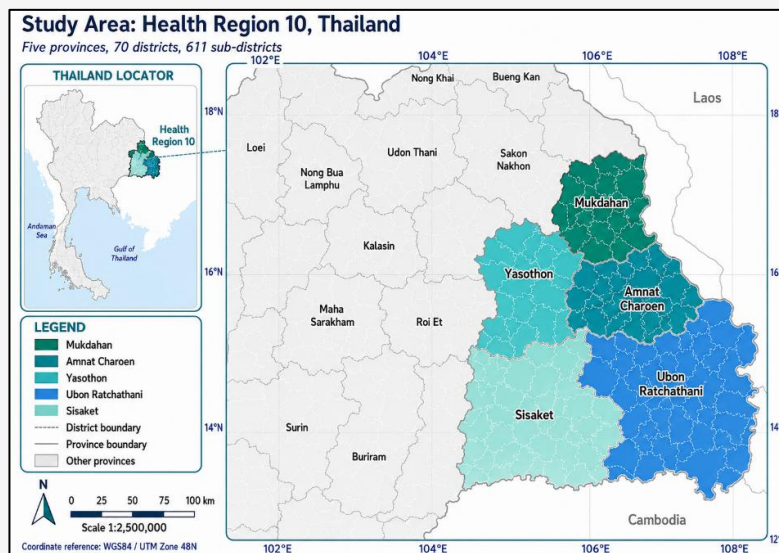 Study Area: Health Region 10, Thailand
Five provinces, 70 districts, 611 sub-districts
THAILAND LOCATOR
Health
Region 10
Andaman
Sea
Gulf of
Thailand
LEGEND
Mukdahan
Amnat Charoen
Yasothon
Ubon Ratchathani
Sisaket
District boundary
Province boundary
Other provinces
N
0 25 50 75 100 km
Scale 1:2,500,000
Coordinate reference: WGS84 / UTM Zone 48N
102°E
104°E
106°E
108°E
18°N
16°N
14°N
18°
16°
14°
12°
Nong Khai
Bueng Kan
Laos
Loei
Udon Thani
Sakon
Nakhon
Nong Bua
Lamphu
Mukdahan
Kalasin
Yasothon
Amnat
Charoen
Maha
Sarakham
Roi Et
Ubon
Ratchathani
Sisaket
Surin
Buriram
Cambodia
102°E
104°E
106°E
108°E